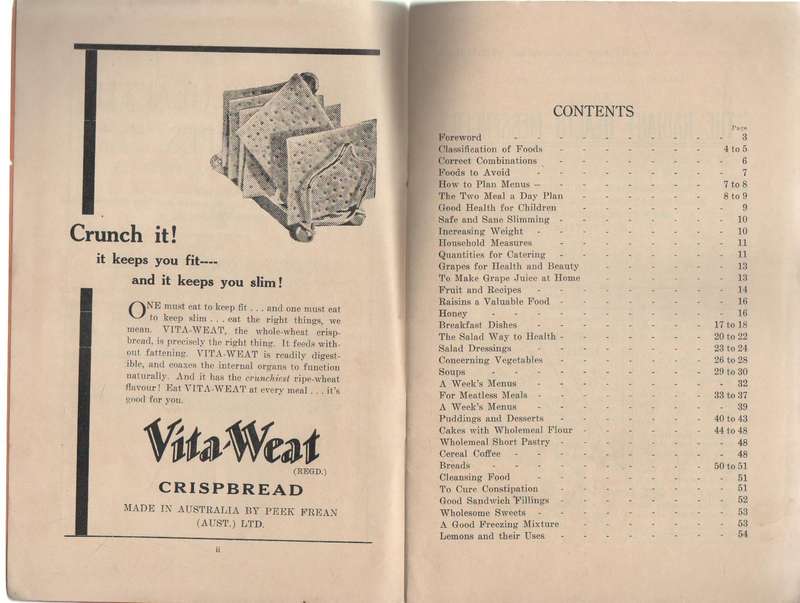 Crunch it!
it keeps you fit----
and it keeps you slim!
ONE must eat to keep fit . . . and one must eat
to keep slim . . . eat the right things, we
mean. VITA-WEAT, the whole-wheat crisp-
bread, is precisely the right thing. It feeds with-
out fattening. VITA-WEAT is readily digest-
ible, and coaxes the internal organs to function
naturally. And it has the crunchiest ripe-wheat
flavour! Eat VITA-WEAT at every meal . . . it's
good for you.
Vita-Weat
(REGD.)
CRISPBREAD
MADE IN AUSTRALIA BY PEEK FREAN
(AUST.) LTD.
ii
CONTENTS
Page
Foreword - - - - - - - - 3
Classification of Foods - - - - - - - 4 to 5
Correct Combinations - - - - - - - 6
Foods to Avoid - - - - - - - 7
How to Plan Menus - - - - - - - - 7 to 8
The Two Meal a Day Plan - - - - - - 8 to 9
Good Health for Children - - - - - - 9
Safe and Sane Slimming - - - - - - - 10
Increasing Weight - - - - - - - 10
Household Measures - - - - - - - 11
Quantities for Catering - - - - - - - 11
Grapes for Health and Beauty - - - - - 13
To Make Grape Juice at Home - - - - - 13
Fruit and Recipes - - - - - - - 14
Raisins a Valuable Food - - - - - - 16
Honey - - - - - - - - 16
Breakfast Dishes - - - - - - - 17 to 18
The Salad Way to Health - - - - - - - 20 to 22
Salad Dressings - - - - - - - 23 to 24
Concerning Vegetables - - - - - - - 26 to 28
Soups - - - - - - - - 29 to 30
A Week's Menus - - - - - - - 32
For Meatless Meals - - - - - - - 33 to 37
A Week's Menus - - - - - - - 39
Puddings and Desserts - - - - - - - 40 to 43
Cakes with Wholemeal Flour - - - - - - 44 to 48
Wholemeal Short Pastry - - - - - - - 48
Cereal Coffee - - - - - - - - 48
Breads - - - - - - - - 50 to 51
Cleansing Food - - - - - - - 51
To Cure Constipation - - - - - - - 51
Good Sandwich Fillings - - - - - - - 52
Wholesome Sweets - - - - - - - 53
A Good Freezing Mixture - - - - - - 53
Lemons and their Uses - - - - - - - 54